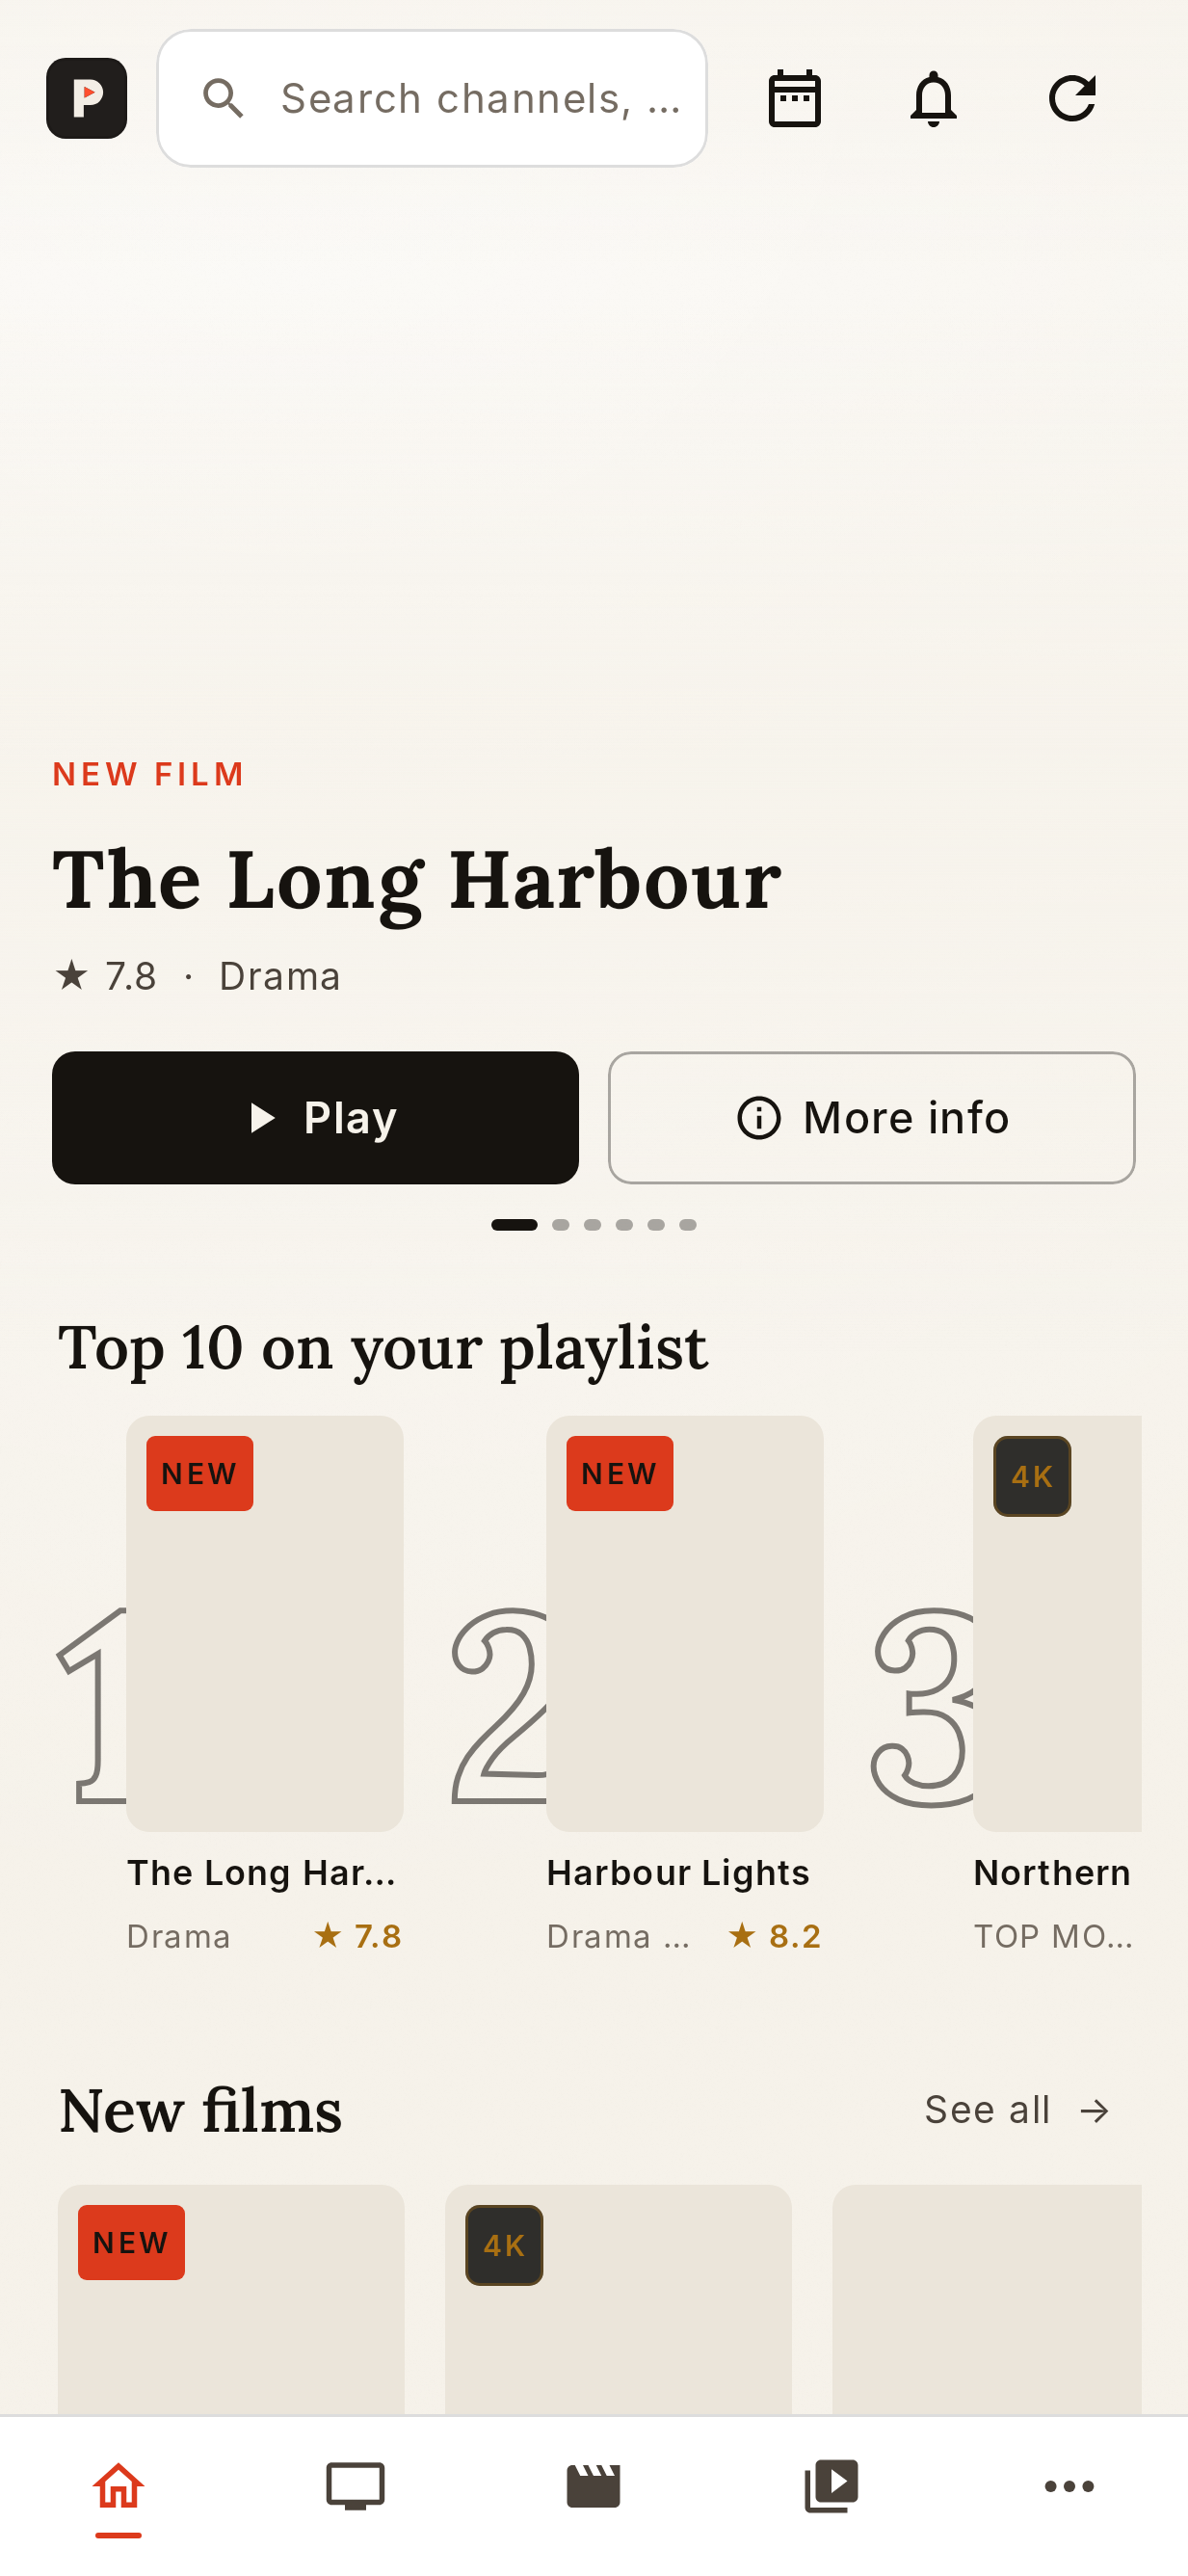 P
Search channels, ...
NEW FILM
The Long Harbour
★ 7.8 · Drama
Play
More info
Top 10 on your playlist
NEW
NEW
4K
1
2
3
The Long Har...
Harbour Lights
Northern
Drama ★ 7.8
Drama ... ★ 8.2
TOP MO...
New films
See all →
NEW
4K